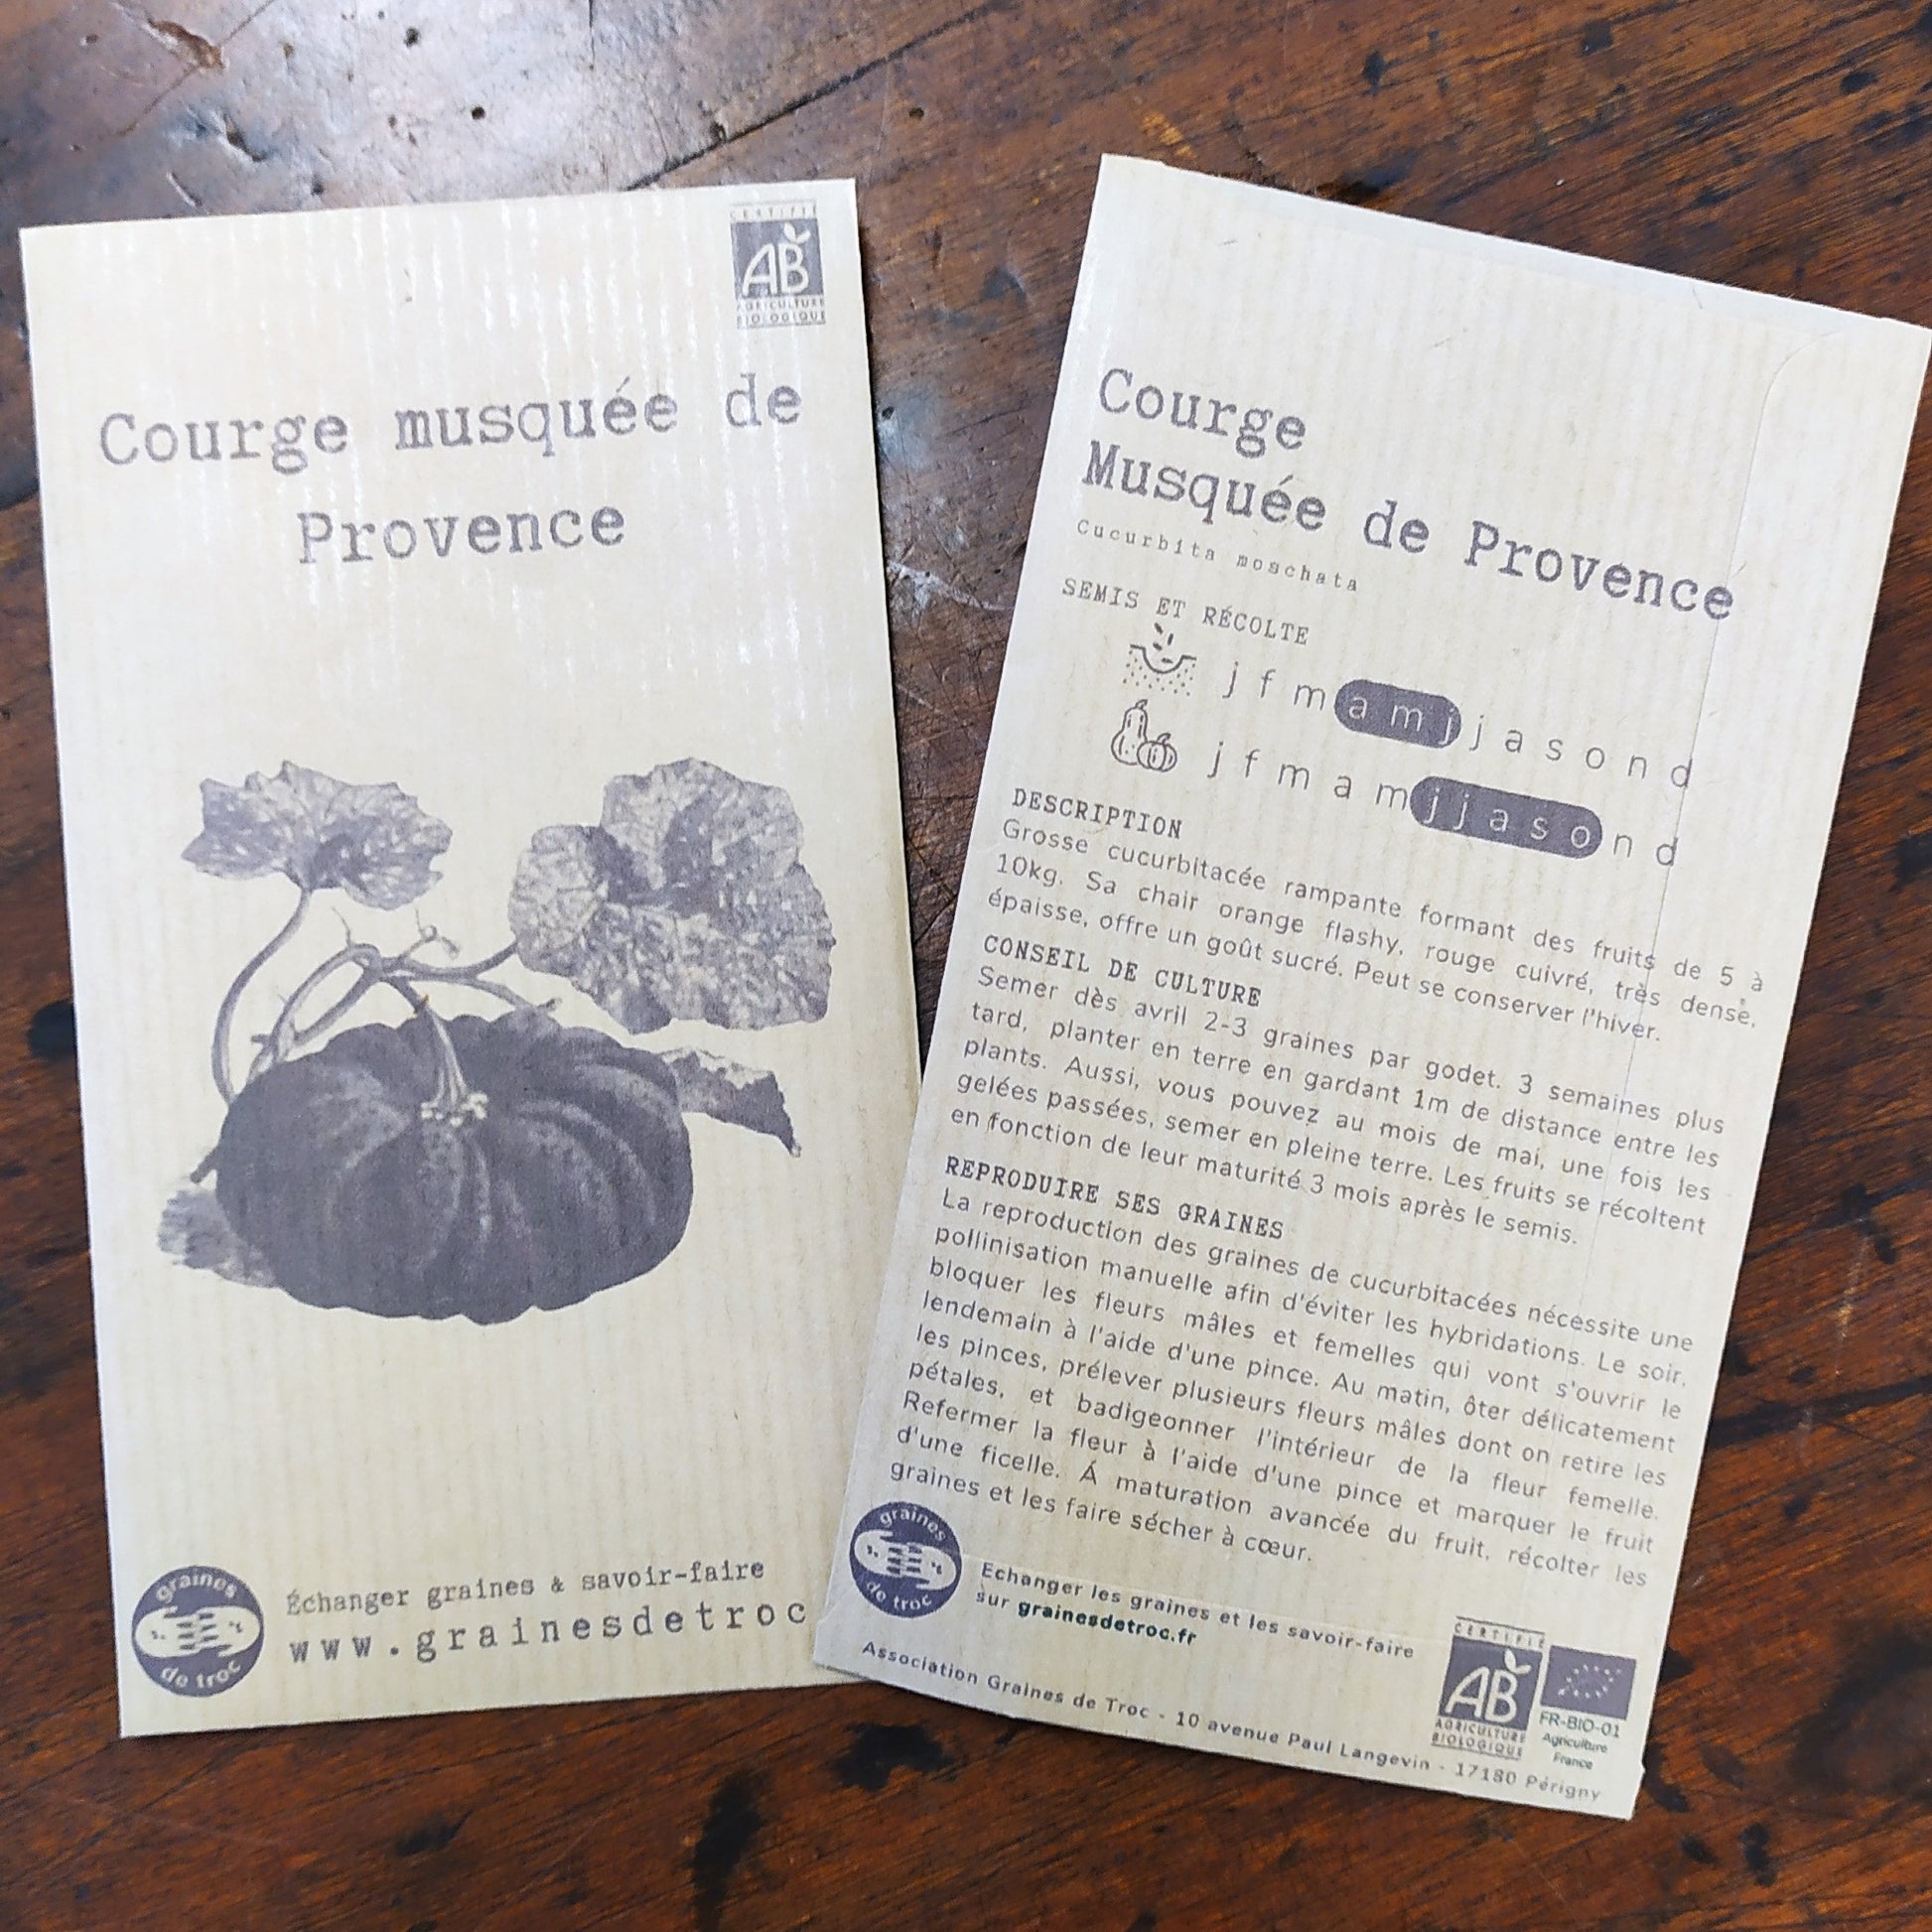 CERTIFIÉ
AB
AGRICULTURE
BIOLOGIQUE
Courge musquée de
Provence
graines
de troc
Échanger graines & savoir-faire
www.grainesdetroc
Courge
Musquée de Provence
Cucurbita moschata
SEMIS ET RÉCOLTE
j f m a m j j a s o n d
j f m a m j j a s o n d
DESCRIPTION
Grosse cucurbitacée rampante formant des fruits de 5 à
10kg. Sa chair orange flashy, rouge cuivré, très dense,
épaisse, offre un goût sucré. Peut se conserver l'hiver.
CONSEIL DE CULTURE
Semer dès avril 2-3 graines par godet. 3 semaines plus
tard, planter en terre en gardant 1m de distance entre les
plants. Aussi, vous pouvez au mois de mai, une fois les
gelées passées, semer en pleine terre. Les fruits se récoltent
en fonction de leur maturité 3 mois après le semis.
REPRODUIRE SES GRAINES
La reproduction des graines de cucurbitacées nécessite une
pollinisation manuelle afin d'éviter les hybridations. Le soir,
bloquer les fleurs mâles et femelles qui vont s'ouvrir le
lendemain à l'aide d'une pince. Au matin, ôter délicatement
les pinces, prélever plusieurs fleurs mâles dont on retire les
pétales, et badigeonner l'intérieur de la fleur femelle.
Refermer la fleur à l'aide d'une pince et marquer le fruit
d'une ficelle. Á maturation avancée du fruit, récolter les
graines et les faire sécher à cœur.
graines
de troc
Echanger les graines et les savoir-faire
sur grainesdetroc.fr
CERTIFIÉ
AB
AGRICULTURE
BIOLOGIQUE
FR-BIO-01
Agriculture
France
Association Graines de Troc - 10 avenue Paul Langevin - 17180 Périgny